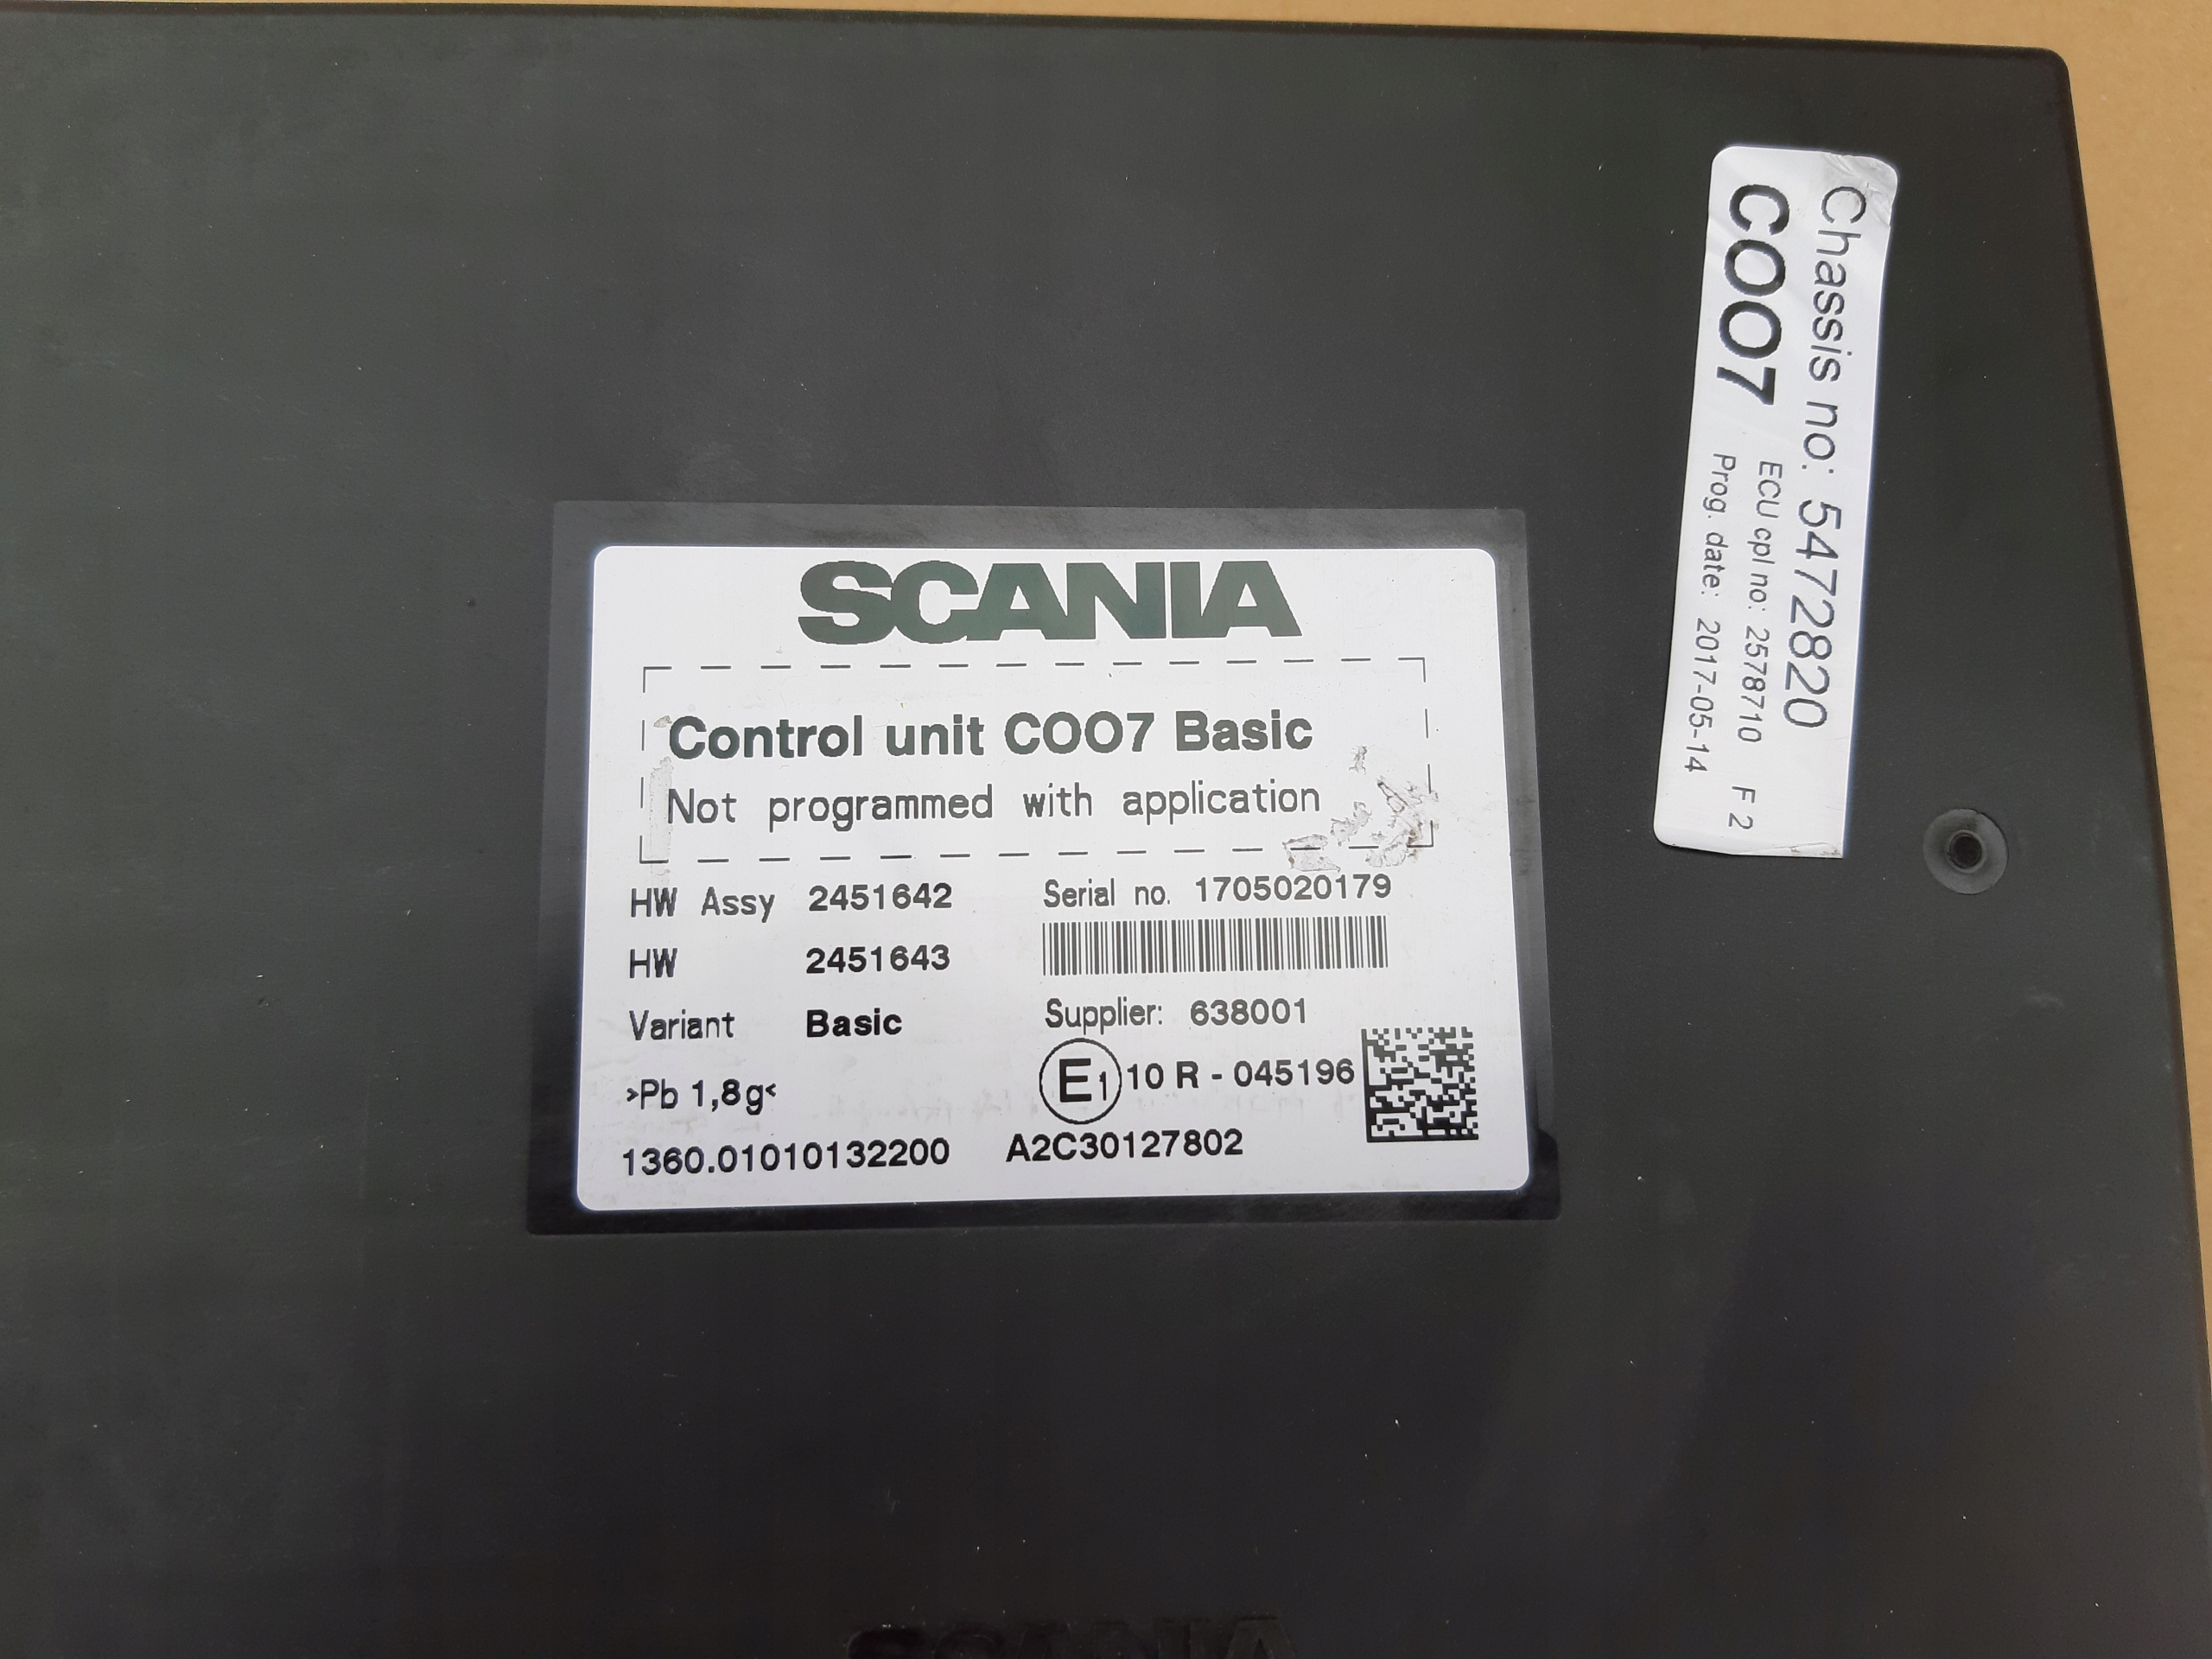 SCANIA
Control unit COO7 Basic
Not programmed with application
HW Assy 2451642
HW 2451643
Variant Basic
>Pb 1,8g<
1360.01010132200
Serial no. 1705020179
Supplier: 638001
E1 10 R - 045196
A2C30127802
Chassis no: 5472820
COO7
ECU cpl no: 2578710 F 2
Prog. date: 2017-05-14
SCANIA